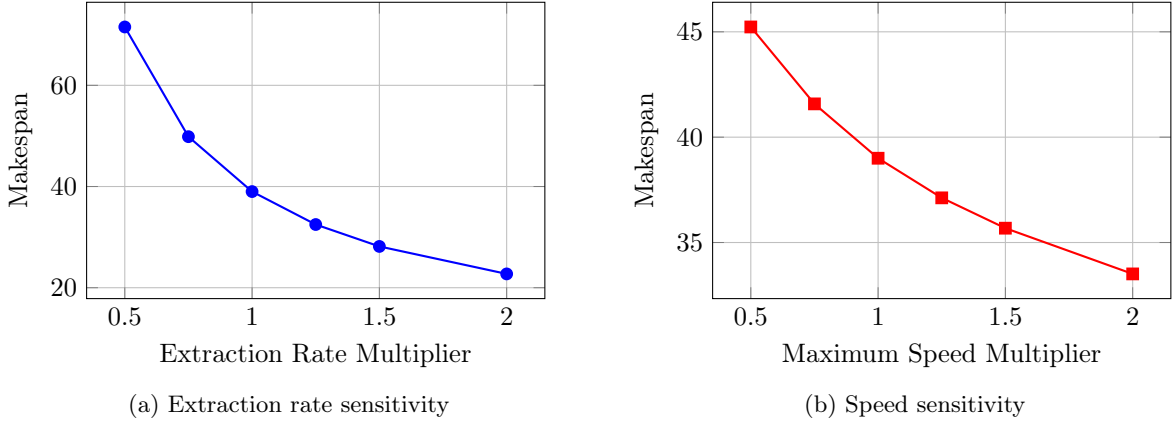 60
40
20
Makespan
0.5 1 1.5 2
Extraction Rate Multiplier
(a) Extraction rate sensitivity
45
40
35
Makespan
0.5 1 1.5 2
Maximum Speed Multiplier
(b) Speed sensitivity